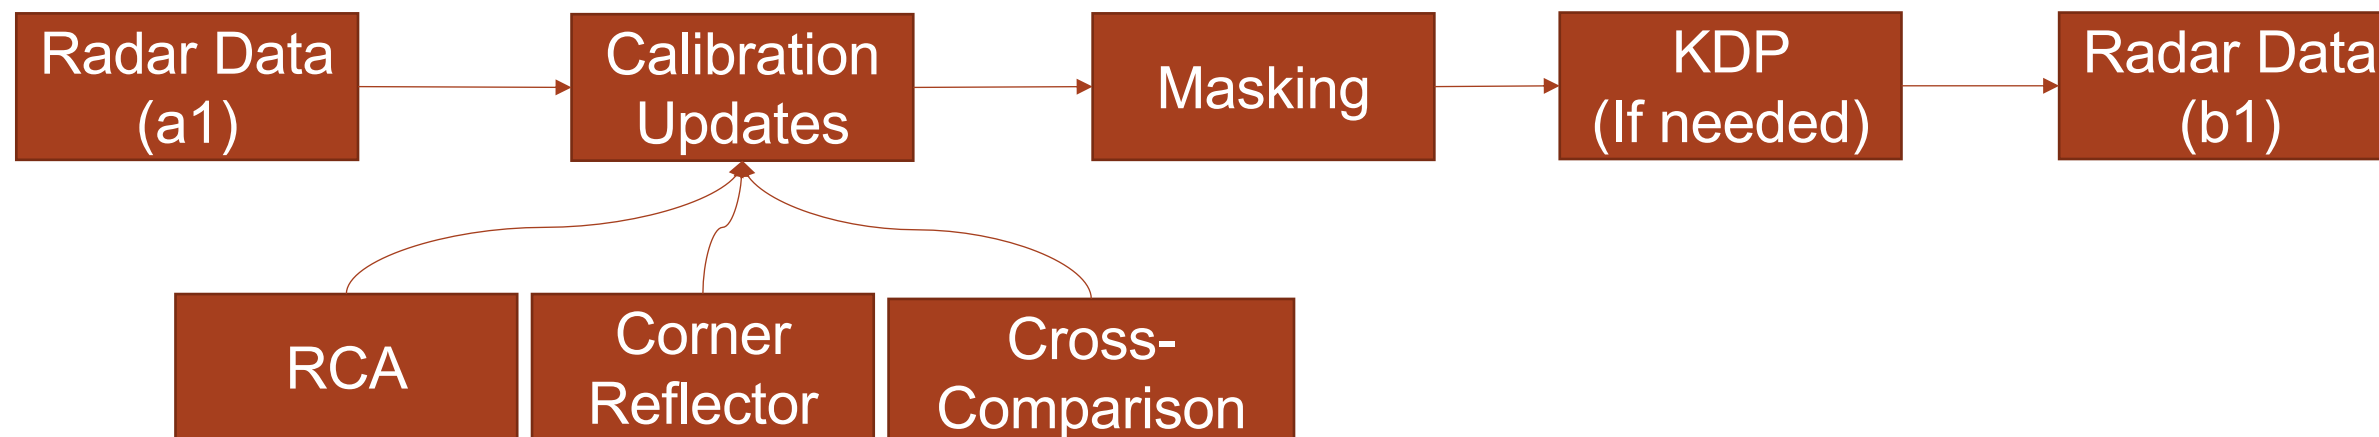 Radar Data
(a1)
Calibration
Updates
Masking
KDP
(If needed)
Radar Data
(b1)
RCA
Corner
Reflector
Cross-
Comparison